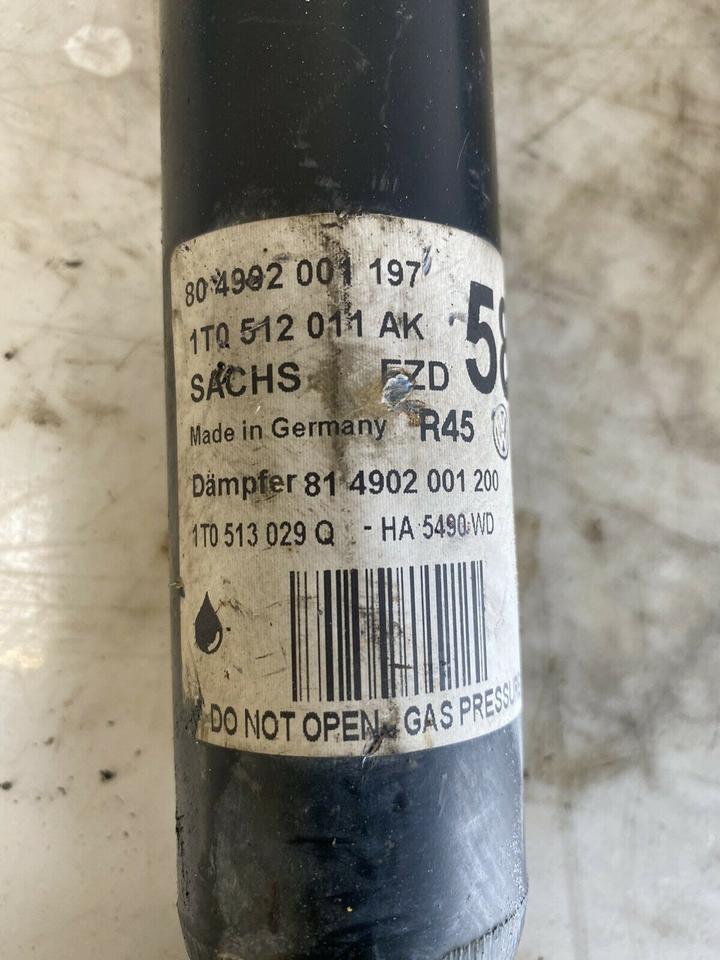 80 4902 001 197
1T0 512 011 AK
58
SACHS EZD
Made in Germany R45
Dämpfer 81 4902 001 200
1T0 513 029 Q - HA 5490 WD
DO NOT OPEN. GAS PRESSURE